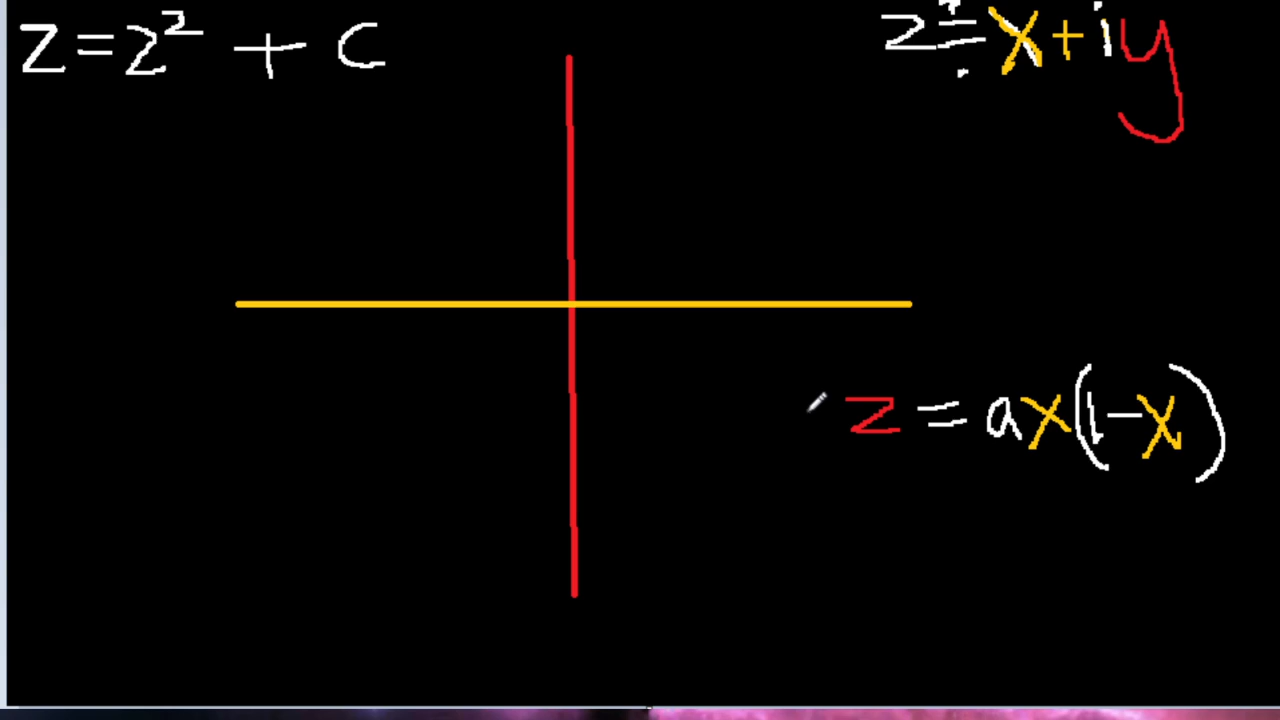 z=z² + c
z÷x+iy
z = ax(1-x)